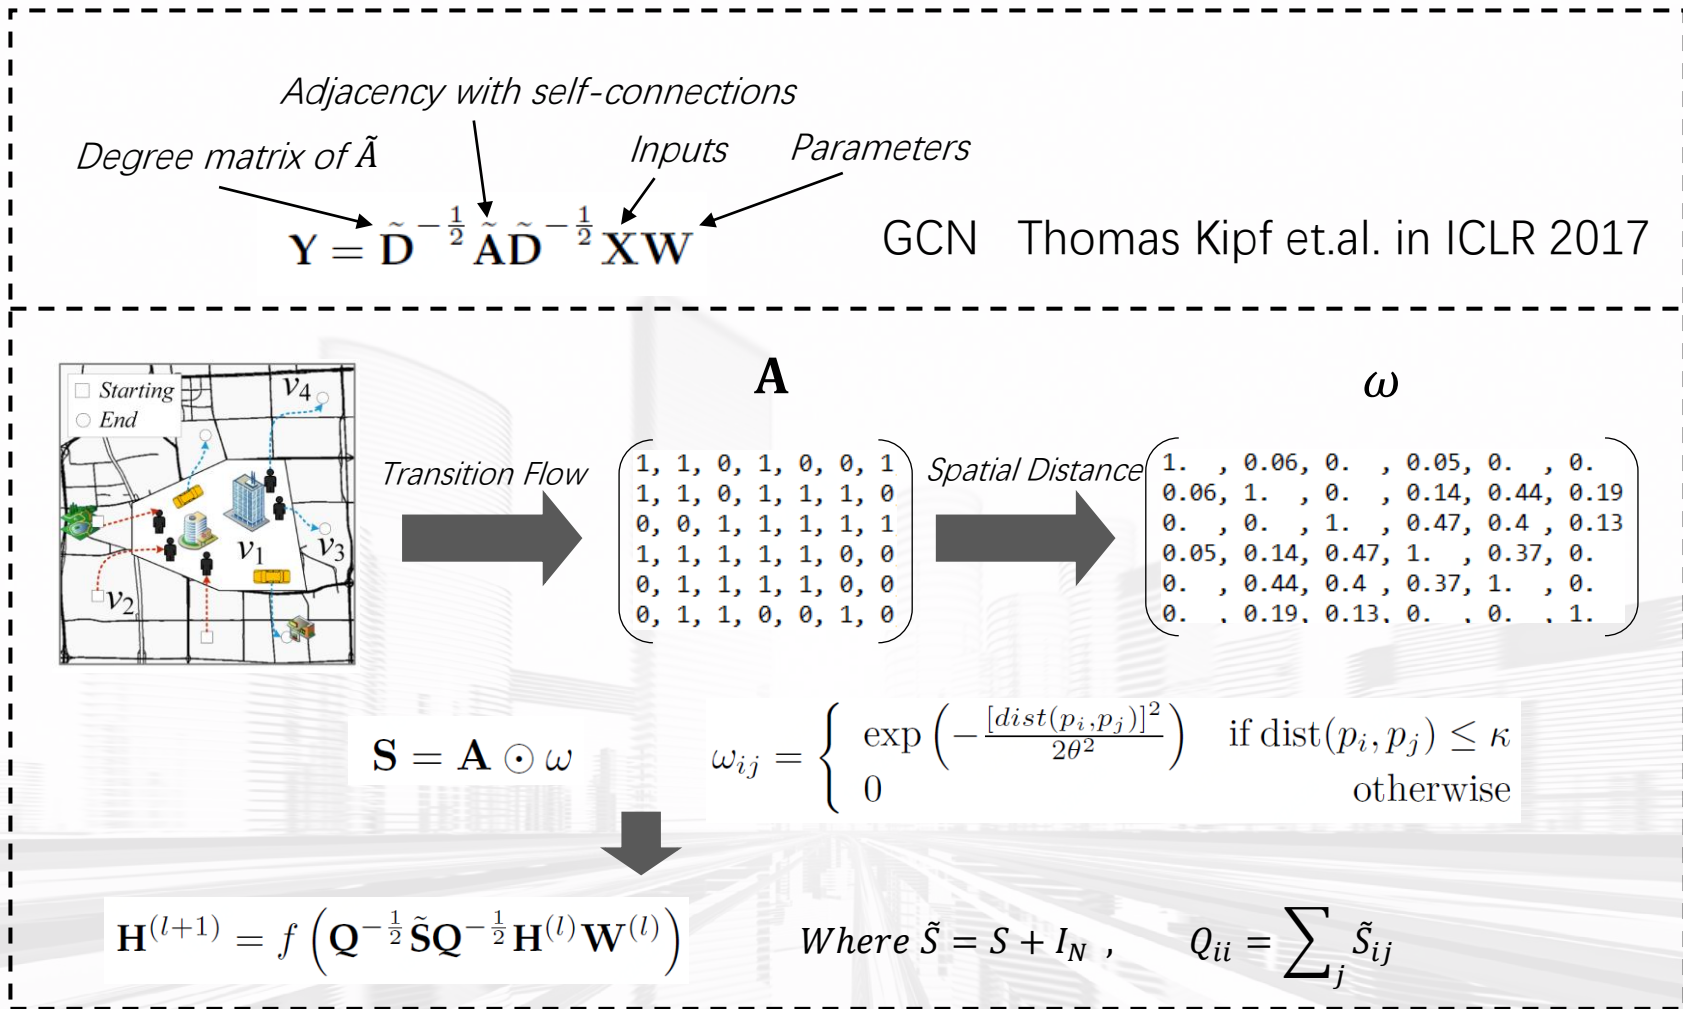 Adjacency with self-connections
Degree matrix of Ã
Inputs
Parameters
Y = D̃^{-1/2} Ã D̃^{-1/2} X W
GCN Thomas Kipf et.al. in ICLR 2017
□ Starting
○ End
v₄
v₁
v₃
v₂
Transition Flow
A
1, 1, 0, 1, 0, 0, 1
1, 1, 0, 1, 1, 1, 0
0, 0, 1, 1, 1, 1, 1
1, 1, 1, 1, 1, 0, 0
0, 1, 1, 1, 1, 0, 0
0, 1, 1, 0, 0, 1, 0
Spatial Distance
ω
1. , 0.06, 0. , 0.05, 0. , 0.
0.06, 1. , 0. , 0.14, 0.44, 0.19
0. , 0. , 1. , 0.47, 0.4 , 0.13
0.05, 0.14, 0.47, 1. , 0.37, 0.
0. , 0.44, 0.4 , 0.37, 1. , 0.
0. , 0.19, 0.13, 0. , 0. , 1.
S = A ⊙ ω
ω_{ij} = { exp(-[dist(p_i,p_j)]²/2θ²) if dist(p_i, p_j) ≤ κ
0 otherwise
H^{(l+1)} = f(Q^{-1/2} S̃ Q^{-1/2} H^{(l)} W^{(l)})
Where S̃ = S + I_N , Q_{ii} = ∑_j S̃_{ij}